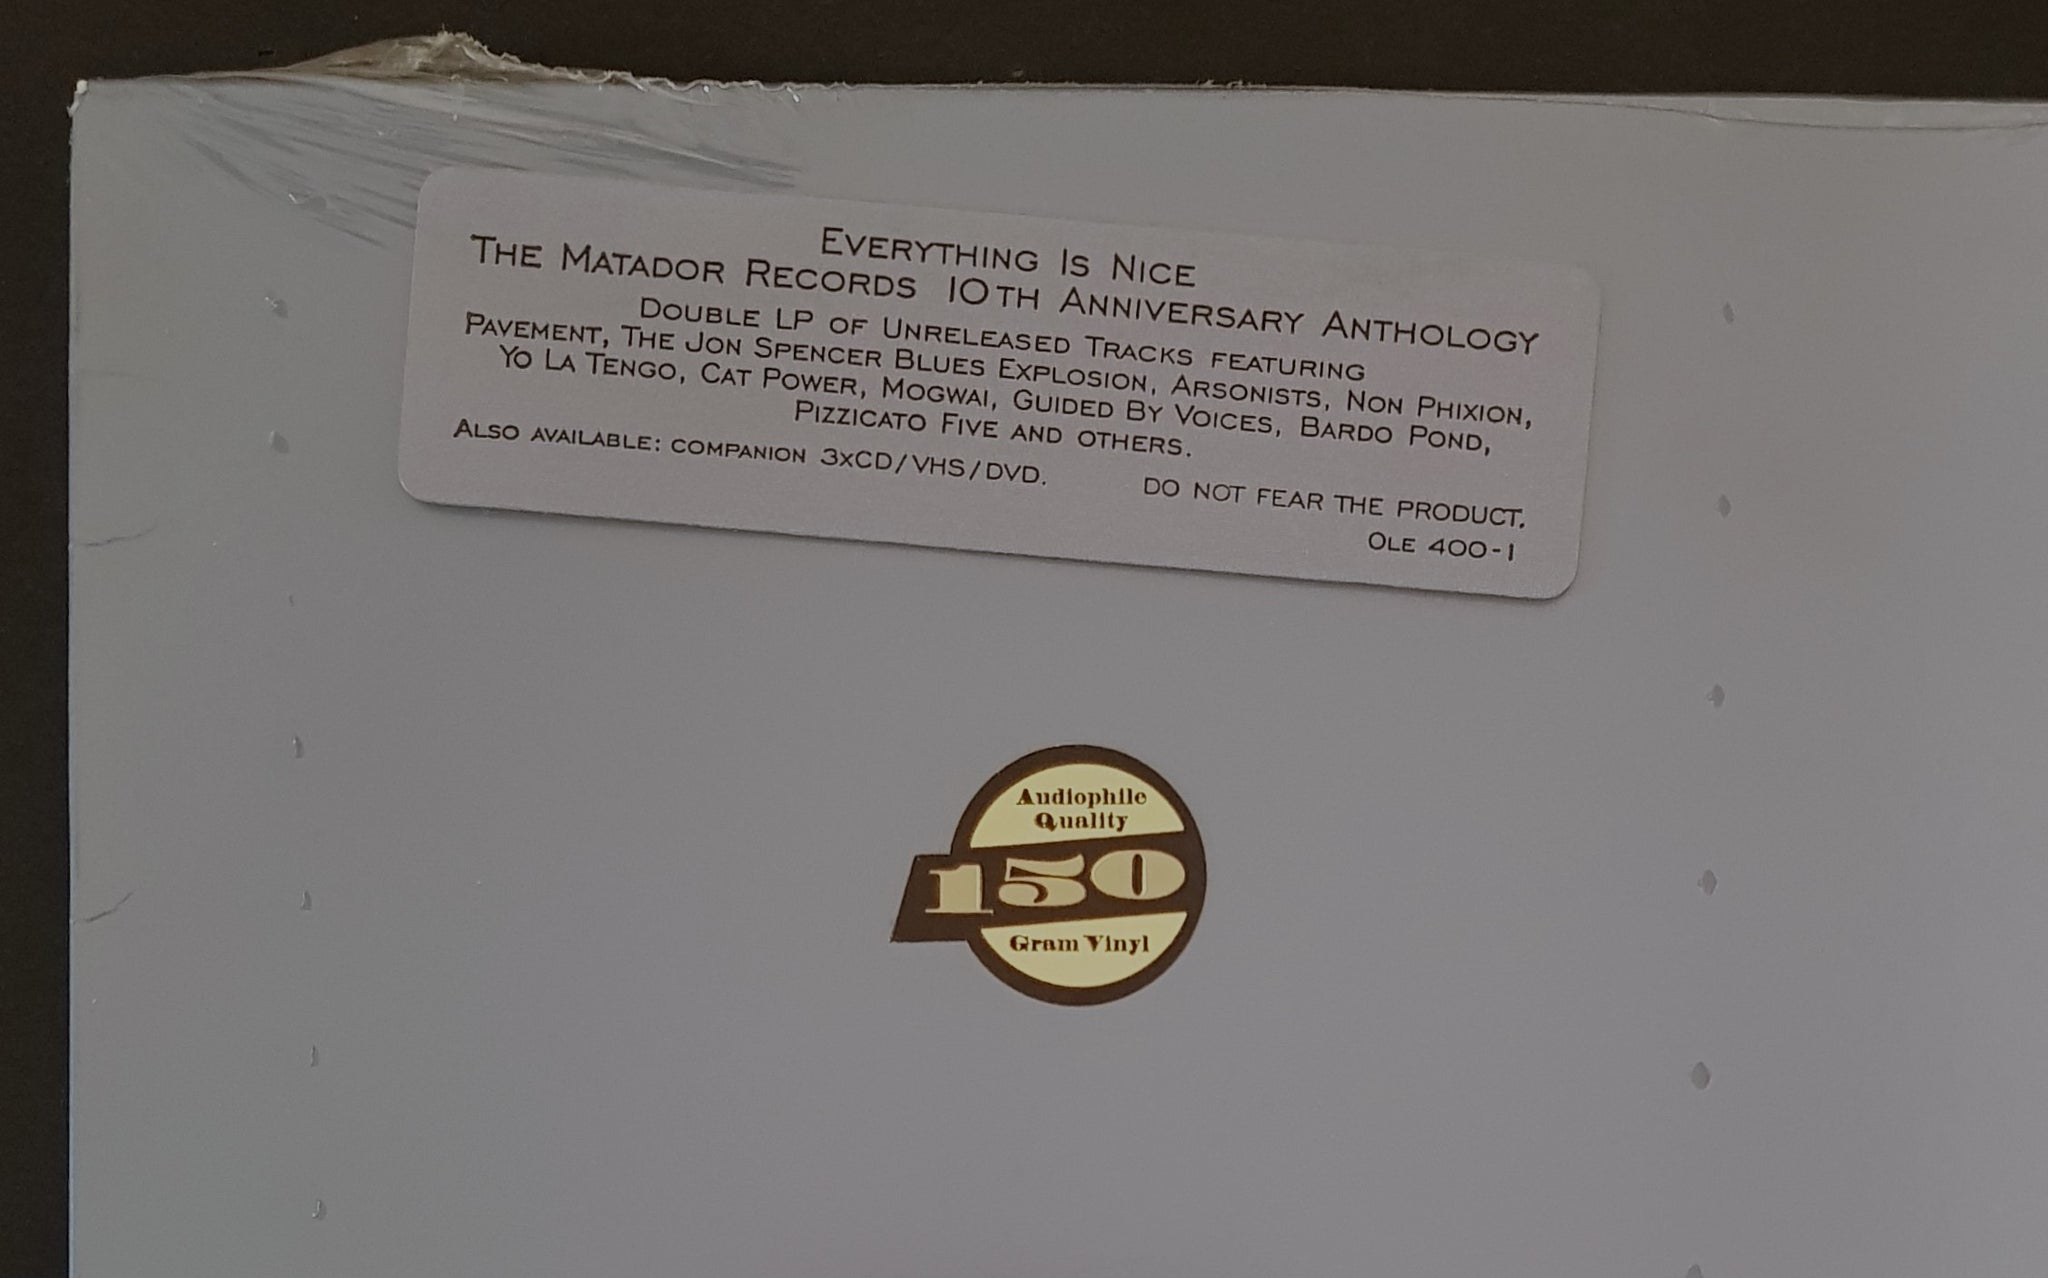 Everything Is Nice
The Matador Records 10th Anniversary Anthology
Double LP of Unreleased Tracks featuring
Pavement, The Jon Spencer Blues Explosion, Arsonists, Non Phixion,
Yo La Tengo, Cat Power, Mogwai, Guided By Voices, Bardo Pond,
Pizzicato Five and others.
Also available: companion 3xCD/VHS/DVD.
do not fear the product.
Ole 400-1
Audiophile
Quality
150
Gram Vinyl